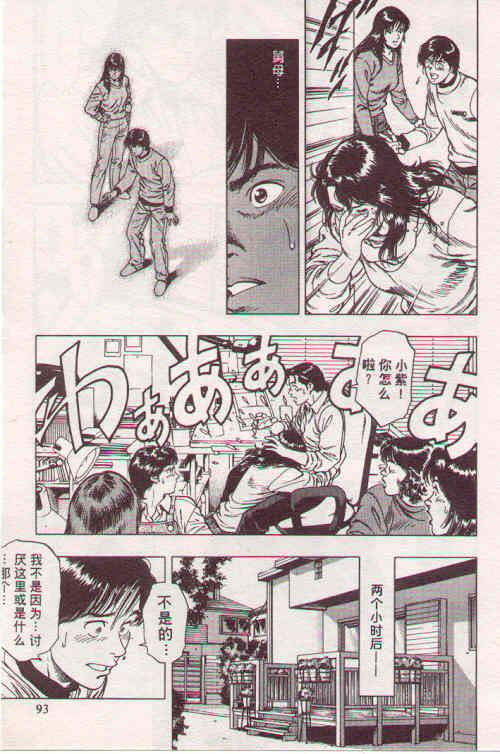 舅母…
小紫！
你怎么
啦？
わあああああ
两个小时后——
不是的…
我不是因为…讨
厌这里或是什么
…那个…
93